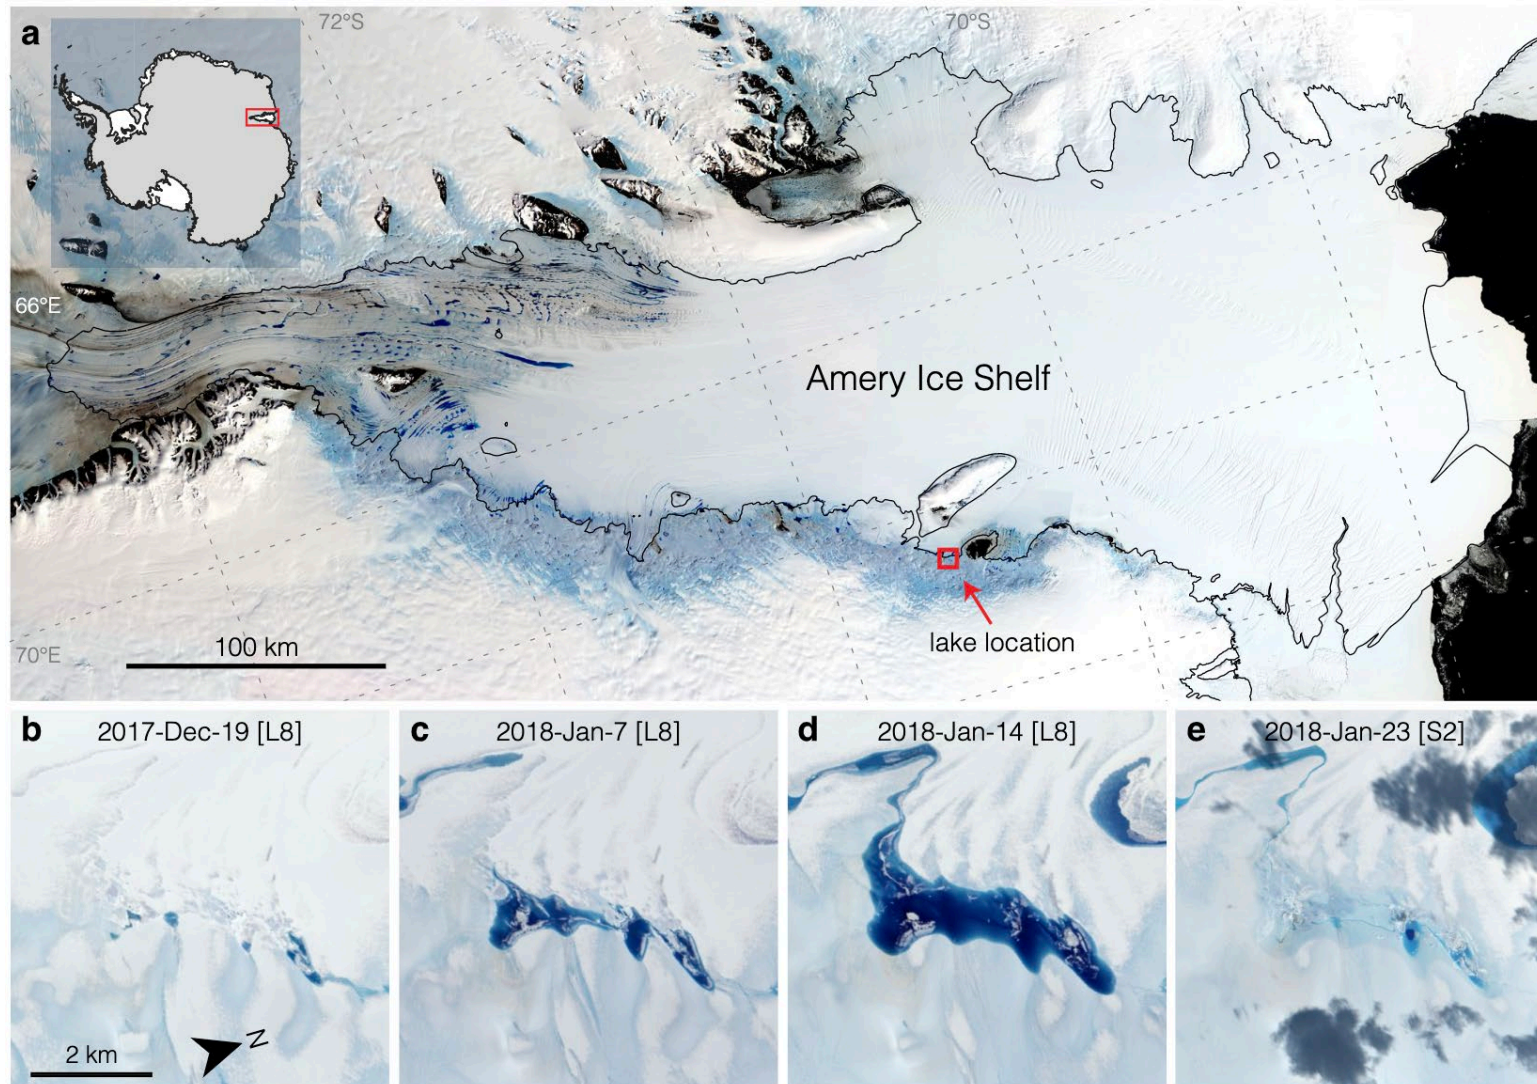 a
72°S
70°S
66°E
Amery Ice Shelf
100 km
lake location
70°E
b
2017-Dec-19 [L8]
c
2018-Jan-7 [L8]
d
2018-Jan-14 [L8]
e
2018-Jan-23 [S2]
N
2 km